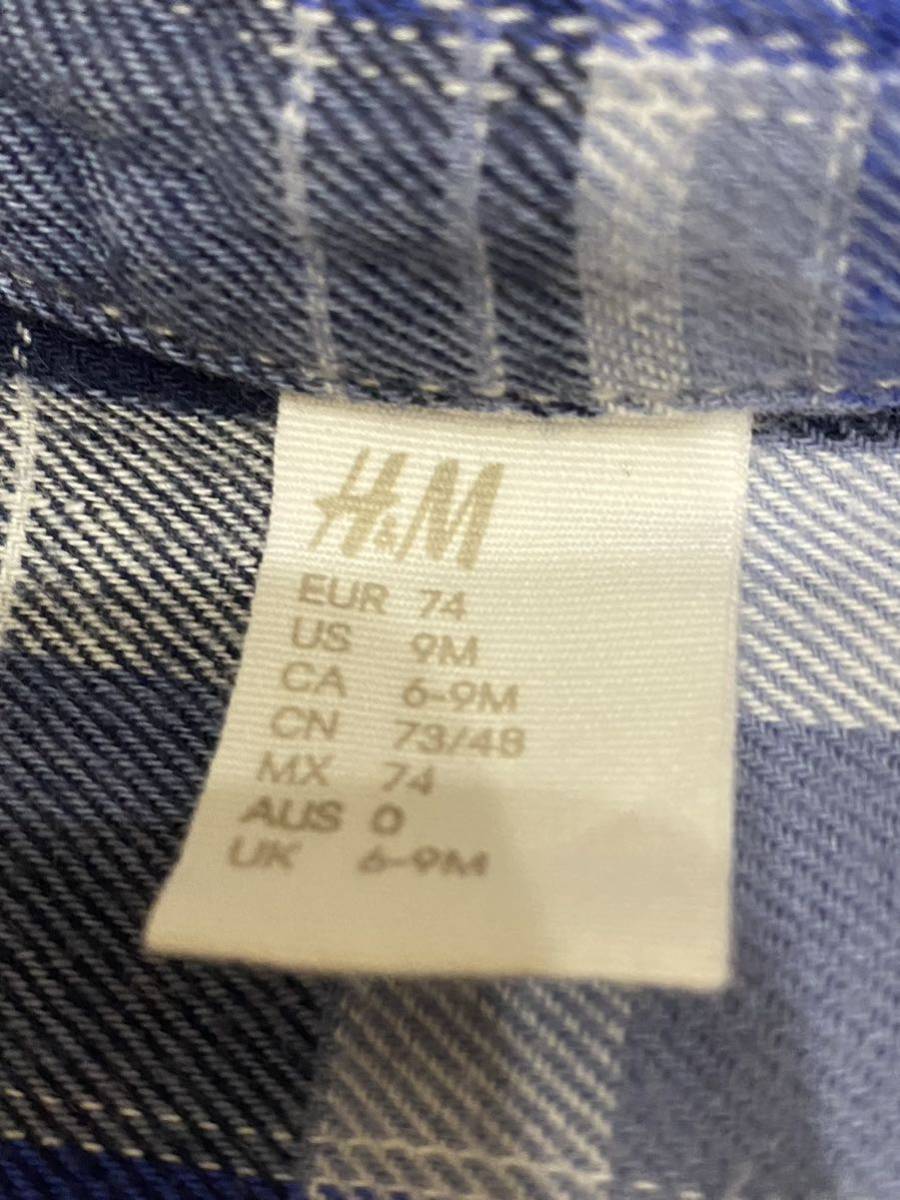 H&M
EUR 74
US 9M
CA 6-9M
CN 73/48
MX 74
AUS 0
UK 6-9M